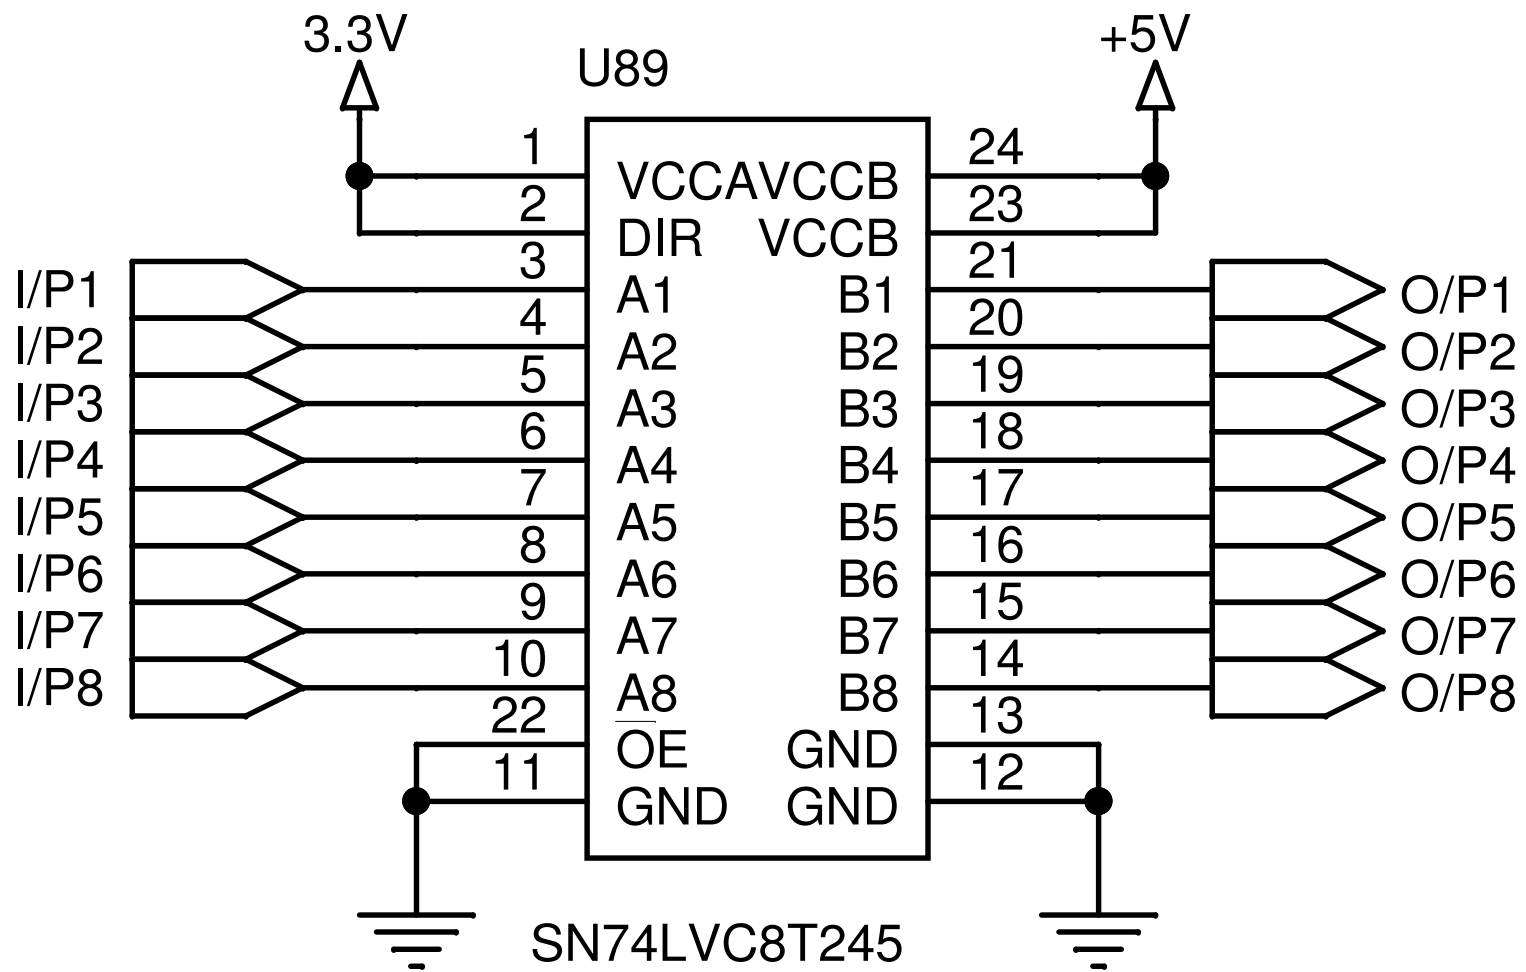 3.3V +5V
U89
1 24
VCCA VCCB
2 23
DIR VCCB
3 21
I/P1 A1 B1 O/P1
4 20
I/P2 A2 B2 O/P2
5 19
I/P3 A3 B3 O/P3
6 18
I/P4 A4 B4 O/P4
7 17
I/P5 A5 B5 O/P5
8 16
I/P6 A6 B6 O/P6
9 15
I/P7 A7 B7 O/P7
10 14
I/P8 A8 B8 O/P8
22 13
O̅E̅ GND
11 12
GND GND
SN74LVC8T245